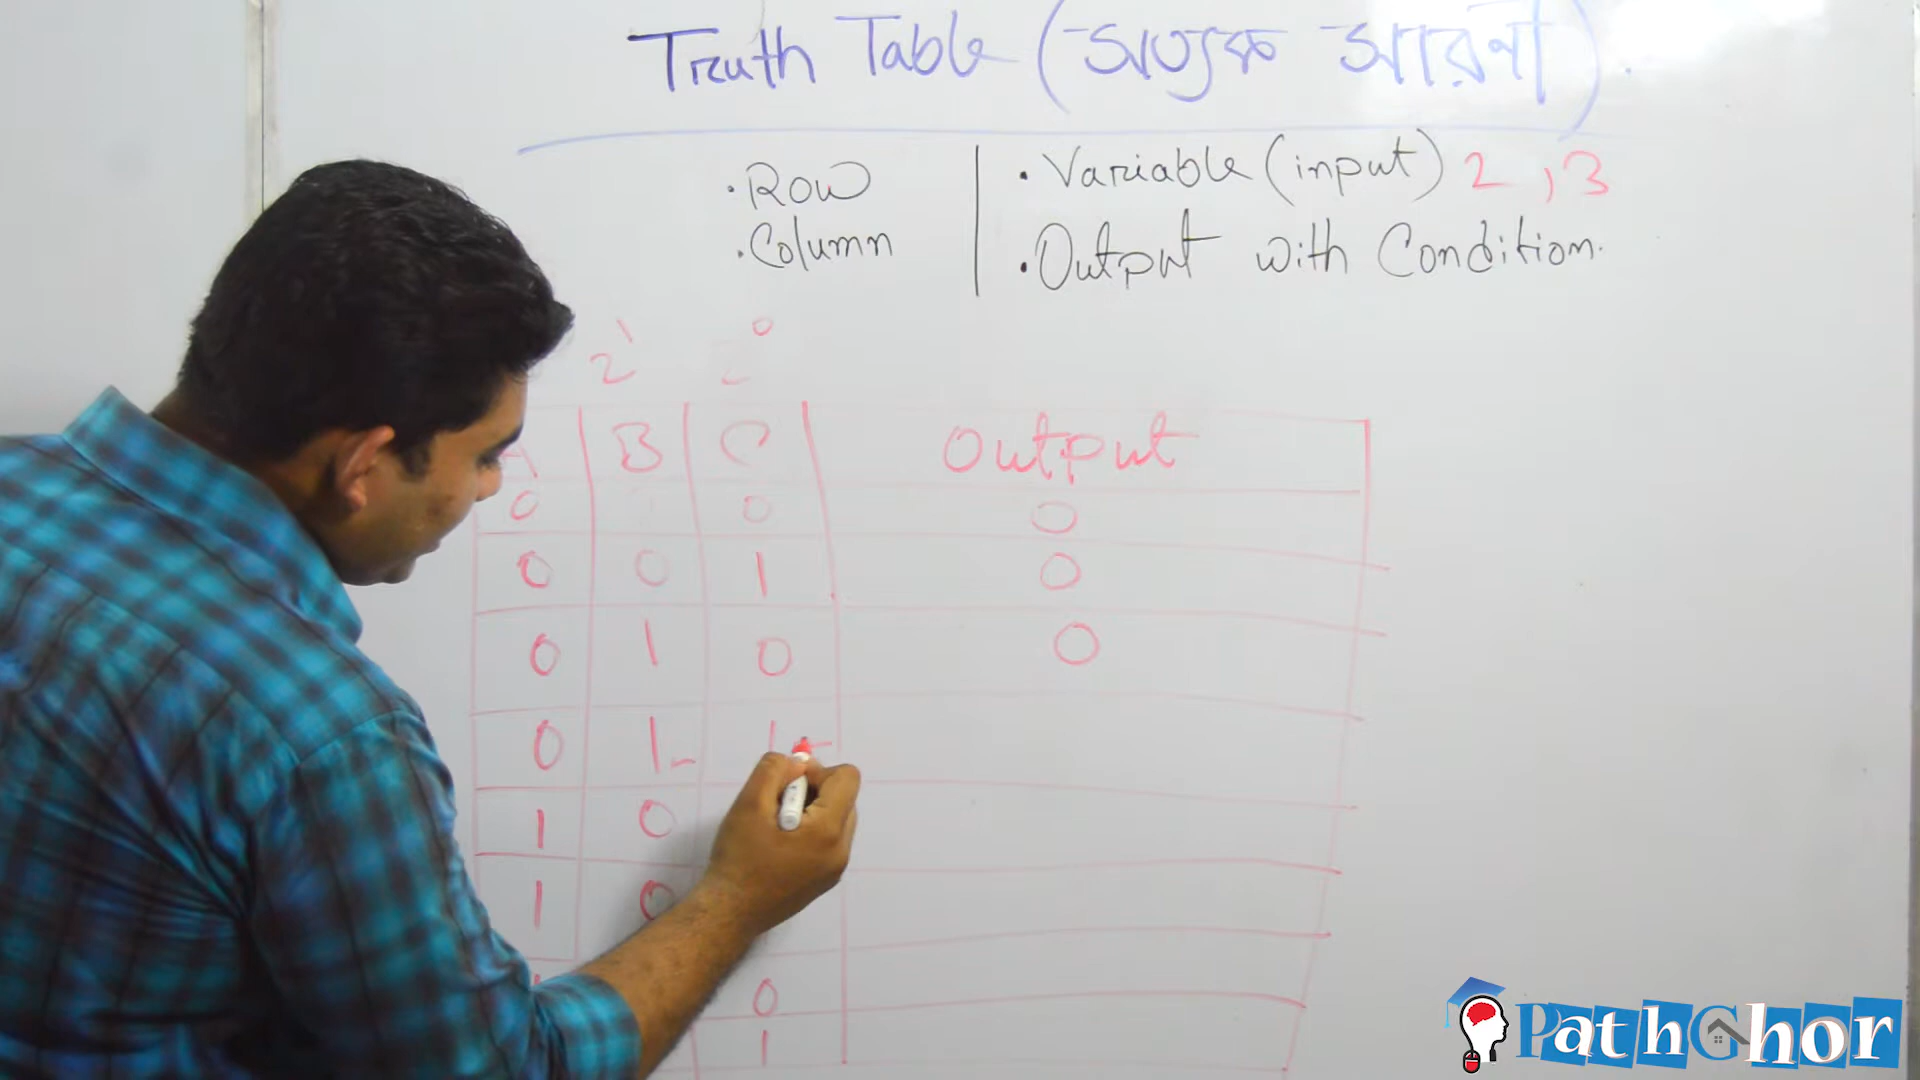 Truth Table (সত্যক সারণী).
• Row
• Column
• Variable (input) 2, 3
• Output with Condition.
2¹ 2⁰
A B C Output
0 0 0
0 0 1 0
0 1 0 0
0 1 1
1 0
1 0
0
1
PathGhor